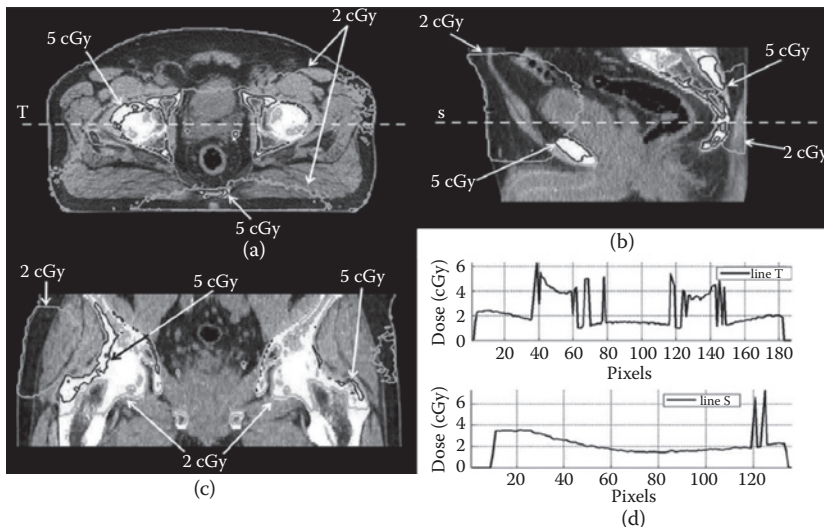 2 cGy
5 cGy
T
5 cGy
(a)
2 cGy
5 cGy
s
5 cGy
2 cGy
(b)
2 cGy
5 cGy
5 cGy
2 cGy
(c)
Dose (cGy)
6
4
2
0
line T
20 40 60 80 100 120 140 160 180
Pixels
Dose (cGy)
6
4
2
0
line S
20 40 60 80 100 120
Pixels
(d)